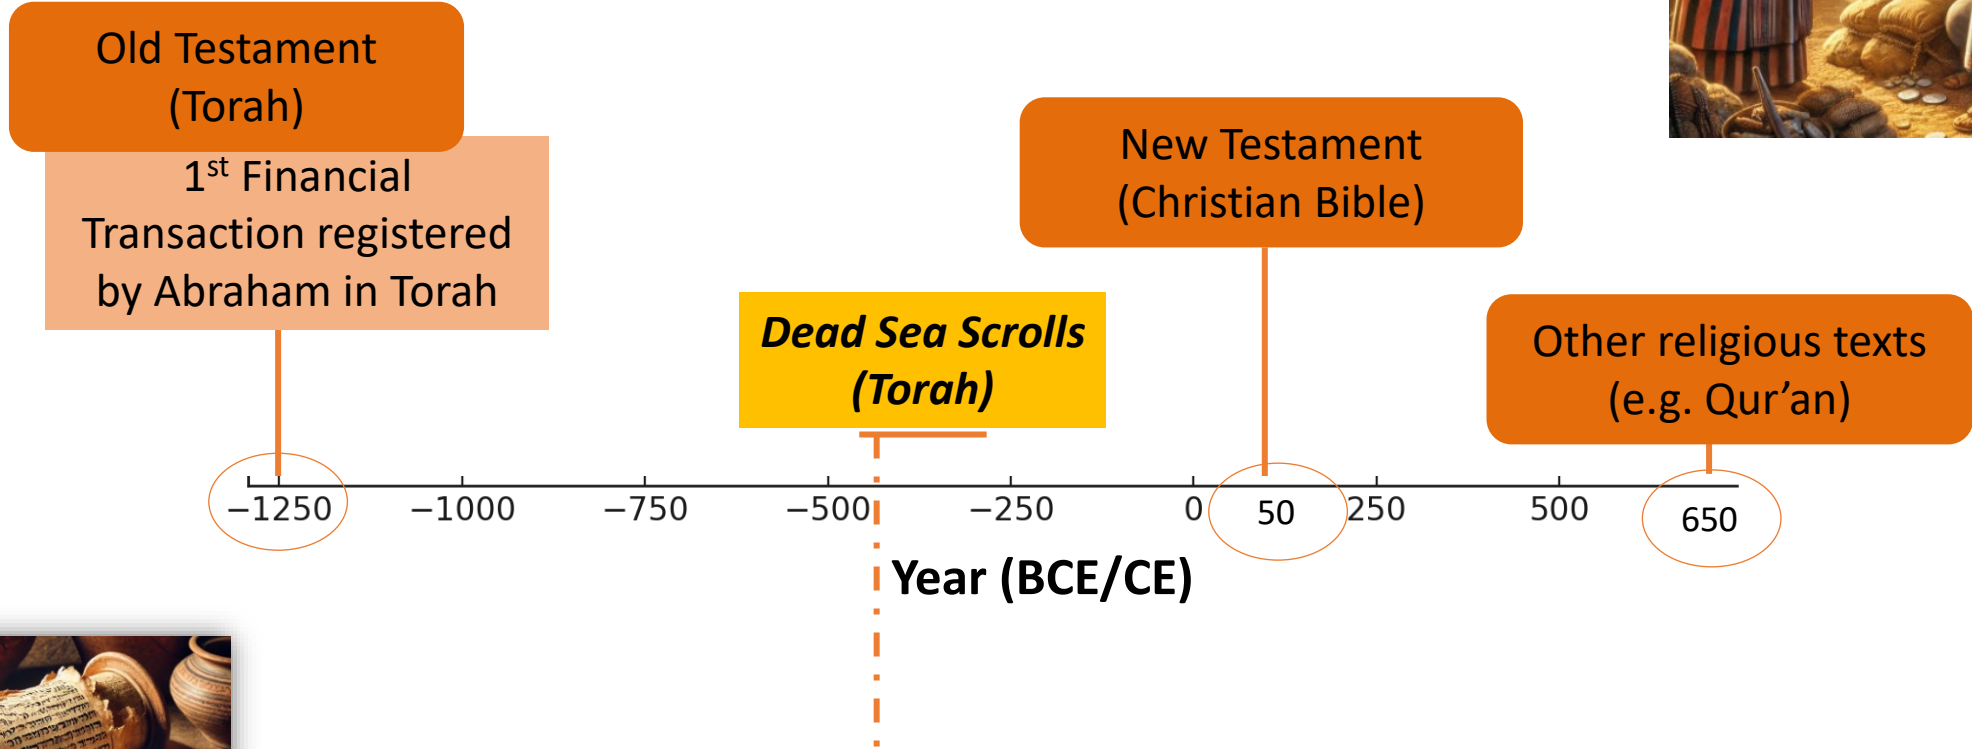 Old Testament
(Torah)
1st Financial
Transaction registered
by Abraham in Torah
New Testament
(Christian Bible)
Dead Sea Scrolls
(Torah)
Other religious texts
(e.g. Qur’an)
−1250 −1000 −750 −500 −250 0 50 250 500 650
Year (BCE/CE)